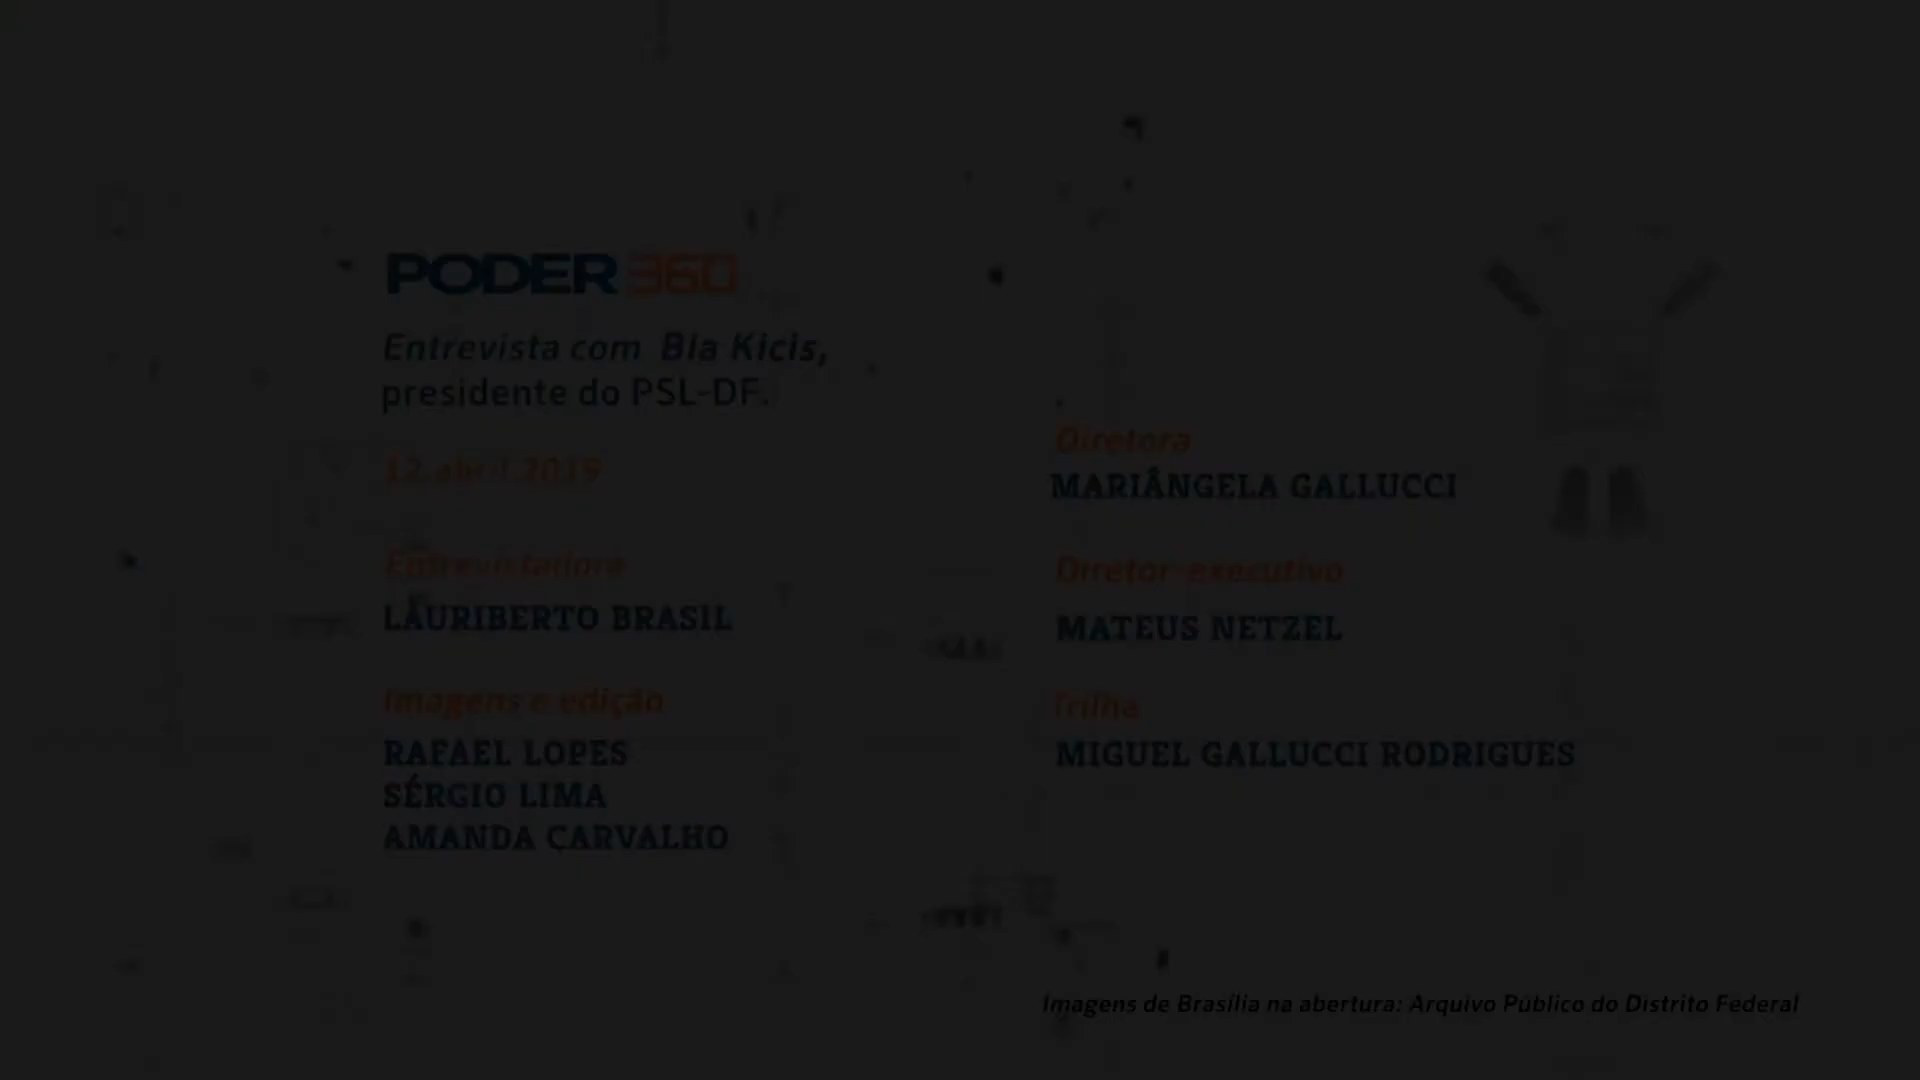 PODER360
Entrevista com Bia Kicis,
presidente do PSL-DF.
12.abril.2019
Entrevistadora
LAURIBERTO BRASIL
Imagens e edição
RAFAEL LOPES
SÉRGIO LIMA
AMANDA CARVALHO
Diretora
MARIÂNGELA GALLUCCI
Diretor-executivo
MATEUS NETZEL
Trilha
MIGUEL GALLUCCI RODRIGUES
Imagens de Brasília na abertura: Arquivo Público do Distrito Federal